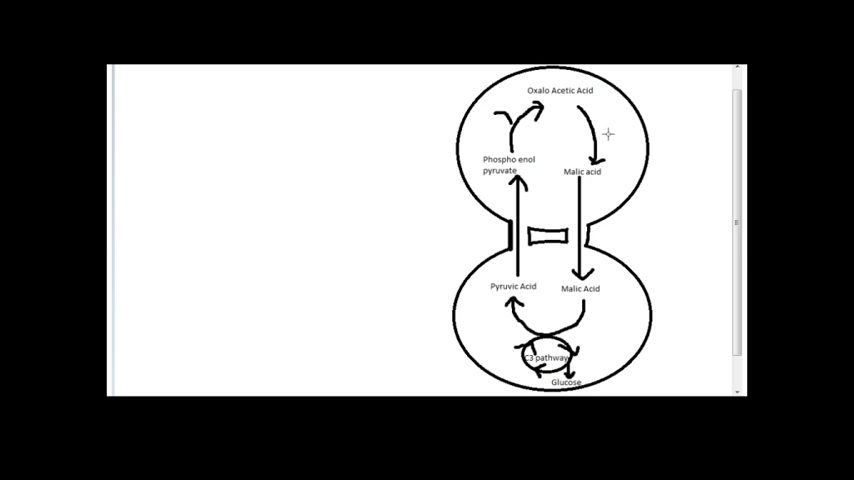 Oxalo Acetic Acid
Phospho enol
pyruvate
Malic acid
Pyruvic Acid
Malic Acid
C3 pathway
Glucose